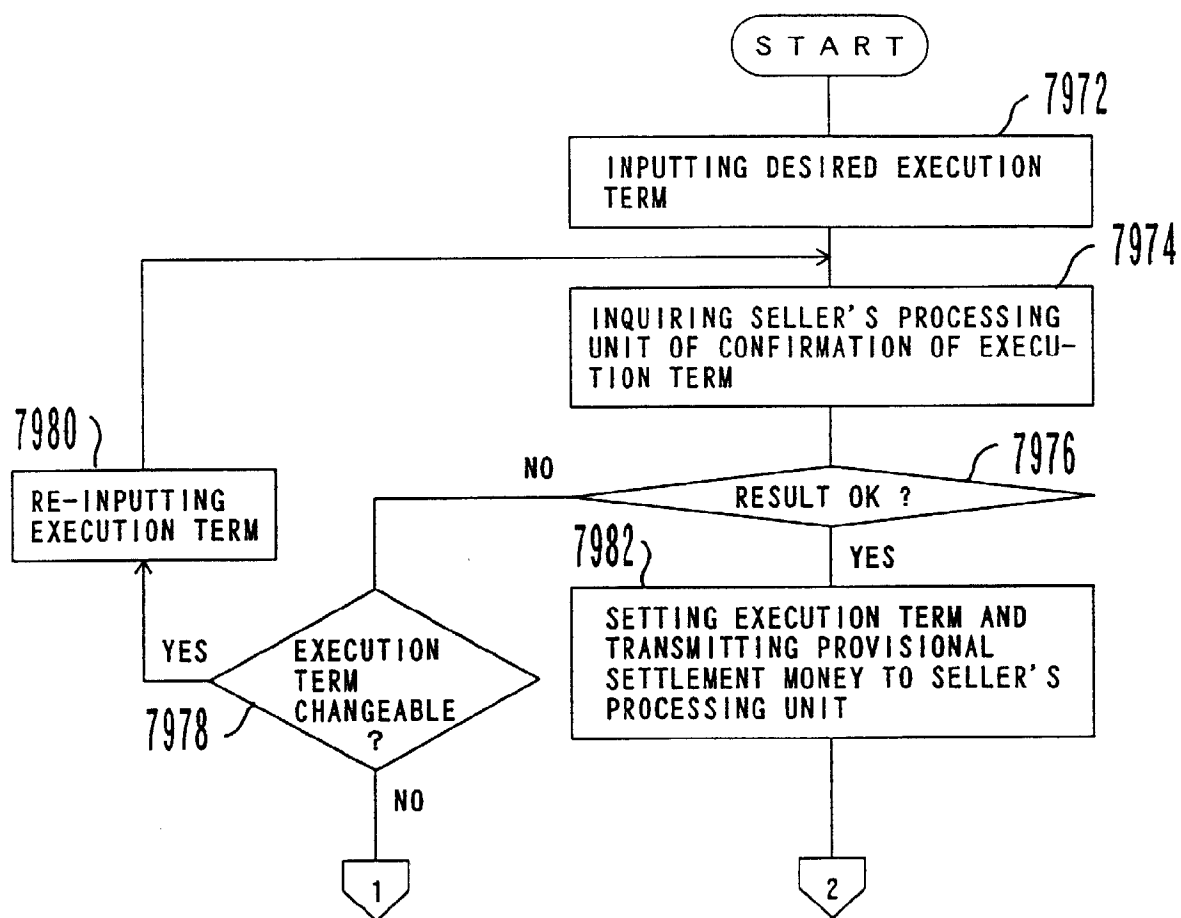 START
7972
INPUTTING DESIRED EXECUTION
TERM
7974
INQUIRING SELLER'S PROCESSING
UNIT OF CONFIRMATION OF EXECU-
TION TERM
7980
RE-INPUTTING
EXECUTION TERM
NO
7976
RESULT OK ?
7982
YES
SETTING EXECUTION TERM AND
TRANSMITTING PROVISIONAL
SETTLEMENT MONEY TO SELLER'S
PROCESSING UNIT
YES
EXECUTION
TERM
CHANGEABLE
?
7978
NO
1
2